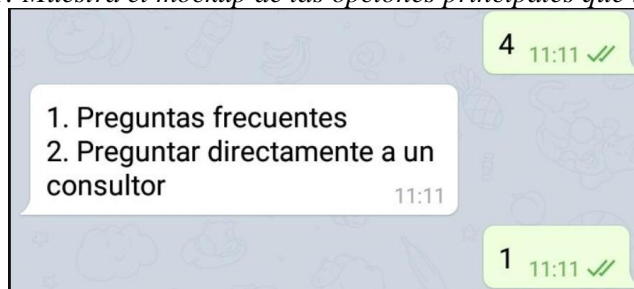 . Muestra el mockup de las opciones principales que
4 11:11
1. Preguntas frecuentes
2. Preguntar directamente a un
consultor 11:11
1 11:11